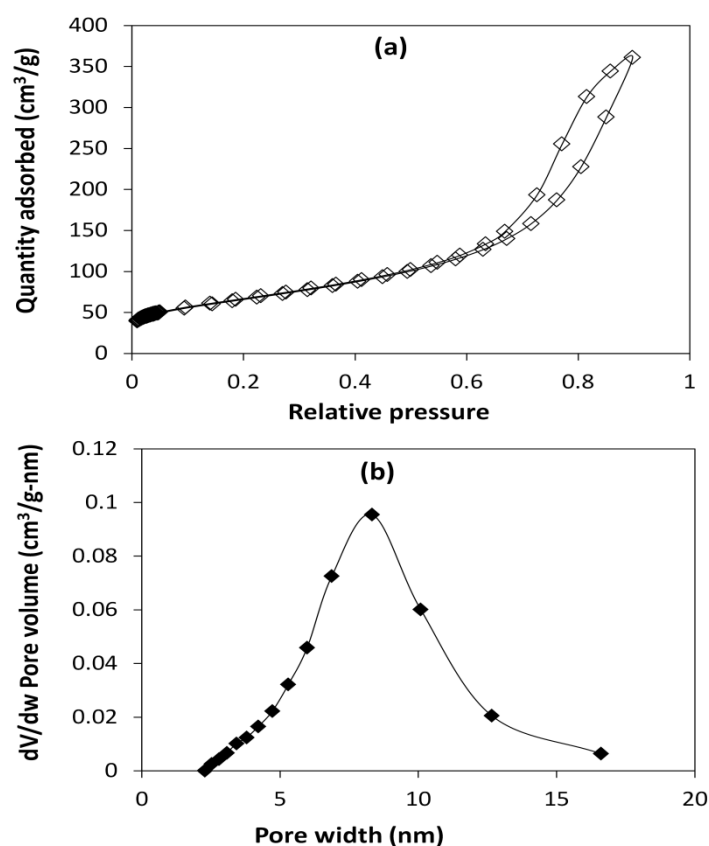 (a)
Quantity adsorbed (cm³/g)
400
350
300
250
200
150
100
50
0
0 0.2 0.4 0.6 0.8 1
Relative pressure
(b)
dV/dw Pore volume (cm³/g-nm)
0.12
0.1
0.08
0.06
0.04
0.02
0
0 5 10 15 20
Pore width (nm)